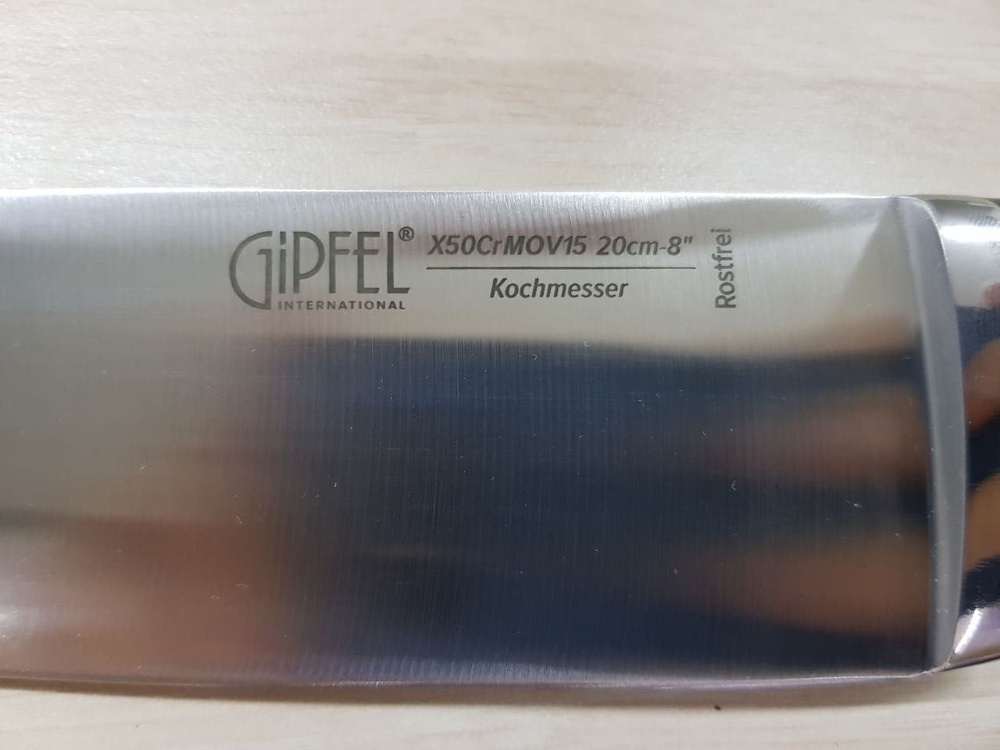 GiPFEL®
INTERNATIONAL
X50CrMOV15 20cm-8"
Kochmesser
Rostfrei